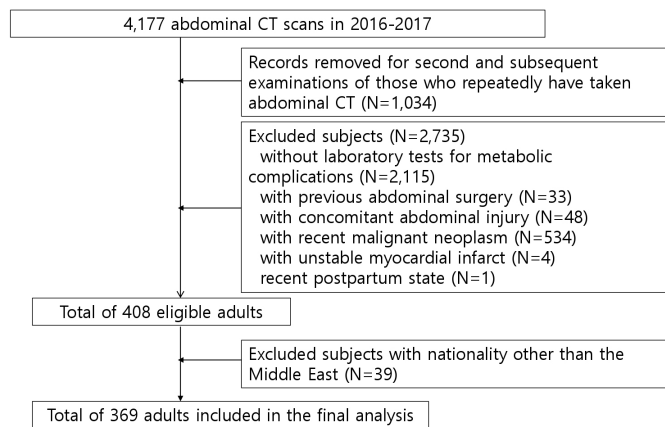 4,177 abdominal CT scans in 2016-2017
Records removed for second and subsequent
examinations of those who repeatedly have taken
abdominal CT (N=1,034)
Excluded subjects (N=2,735)
without laboratory tests for metabolic
complications (N=2,115)
with previous abdominal surgery (N=33)
with concomitant abdominal injury (N=48)
with recent malignant neoplasm (N=534)
with unstable myocardial infarct (N=4)
recent postpartum state (N=1)
Total of 408 eligible adults
Excluded subjects with nationality other than the
Middle East (N=39)
Total of 369 adults included in the final analysis